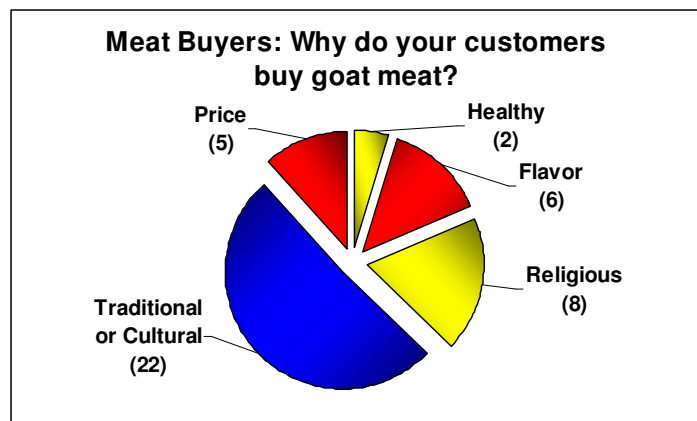 Meat Buyers: Why do your customers
buy goat meat?
Price
(5)
Healthy
(2)
Flavor
(6)
Religious
(8)
Traditional
or Cultural
(22)